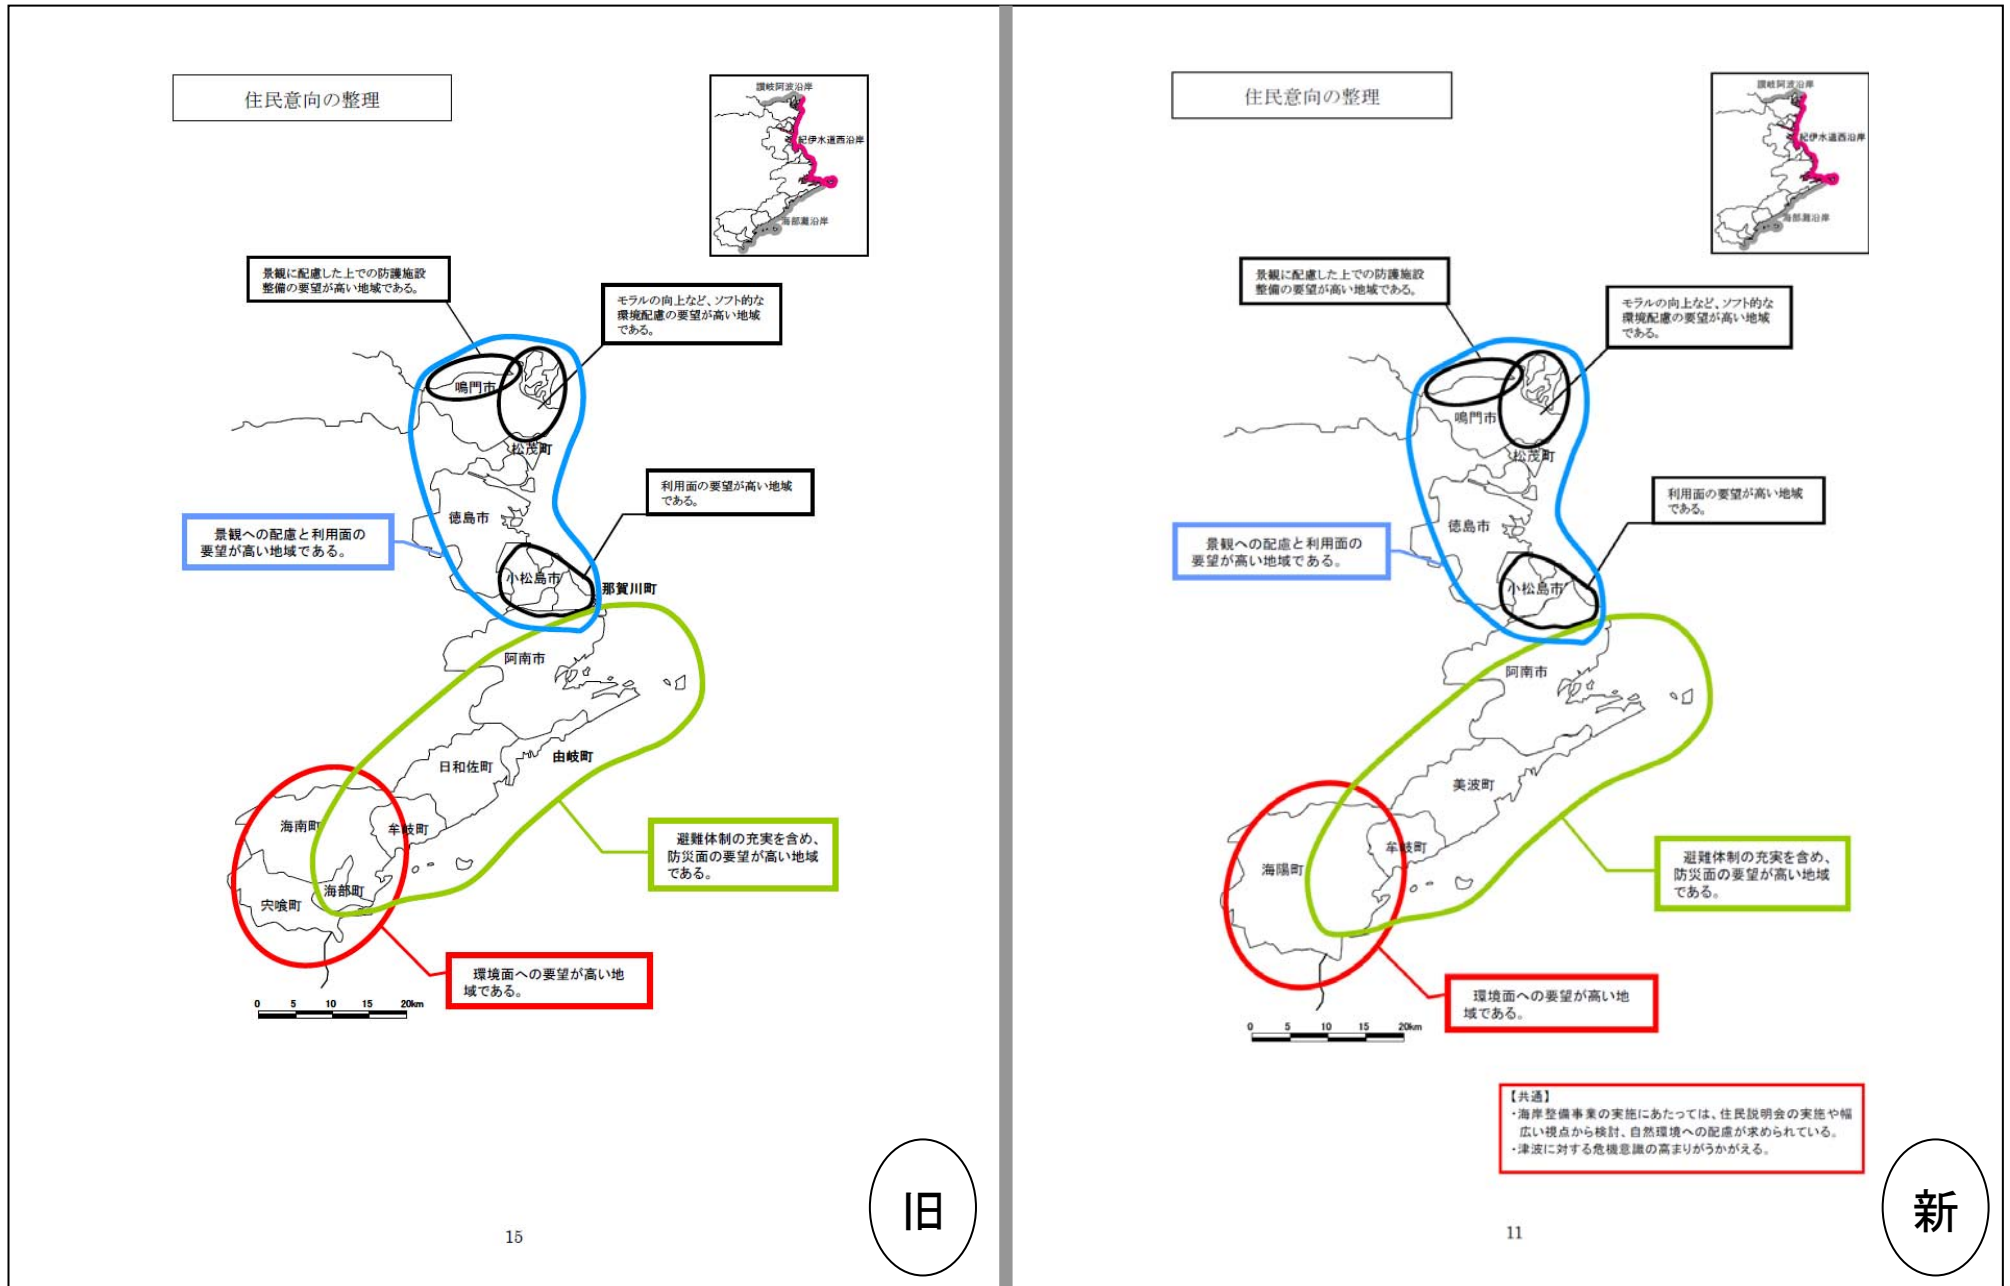 住民意向の整理
讃岐阿波沿岸
紀伊水道西沿岸
海部灘沿岸
景観に配慮した上での防護施設
整備の要望が高い地域である。
モラルの向上など、ソフト的な
環境配慮の要望が高い地域
である。
鳴門市
松茂町
利用面の要望が高い地域
である。
徳島市
景観への配慮と利用面の
要望が高い地域である。
小松島市
那賀川町
阿南市
由岐町
日和佐町
海南町
牟岐町
避難体制の充実を含め、
防災面の要望が高い地域
である。
海部町
宍喰町
環境面への要望が高い地
域である。
0 5 10 15 20km
旧
15
住民意向の整理
讃岐阿波沿岸
紀伊水道西沿岸
海部灘沿岸
景観に配慮した上での防護施設
整備の要望が高い地域である。
モラルの向上など、ソフト的な
環境配慮の要望が高い地域
である。
鳴門市
松茂町
利用面の要望が高い地域
である。
徳島市
景観への配慮と利用面の
要望が高い地域である。
小松島市
阿南市
美波町
牟岐町
海陽町
避難体制の充実を含め、
防災面の要望が高い地域
である。
環境面への要望が高い地
域である。
0 5 10 15 20km
【共通】
・海岸整備事業の実施にあたっては、住民説明会の実施や幅
広い視点から検討、自然環境への配慮が求められている。
・津波に対する危機意識の高まりがうかがえる。
新
11